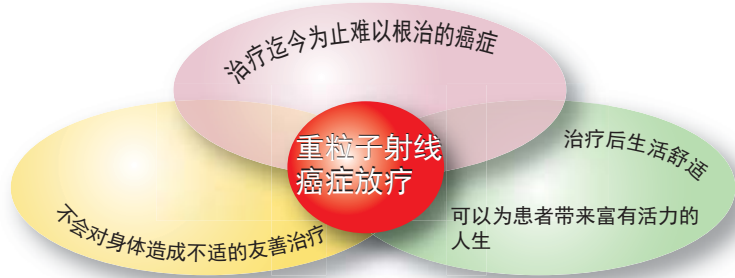 治疗迄今为止难以根治的癌症
重粒子射线
癌症放疗
不会对身体造成不适的友善治疗
治疗后生活舒适
可以为患者带来富有活力的
人生